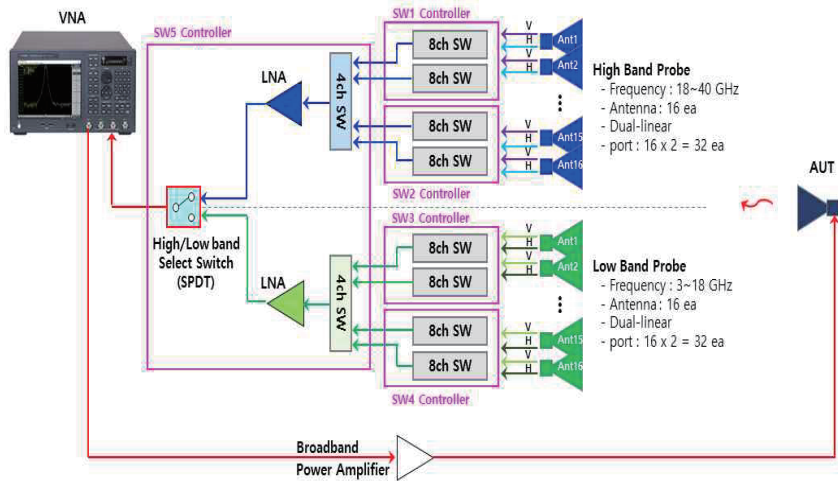 VNA
SW5 Controller
LNA
4ch SW
SW1 Controller
8ch SW
8ch SW
V
H
V
H
Ant1
Ant2
8ch SW
8ch SW
V
H
V
H
Ant15
Ant16
SW2 Controller
High Band Probe
- Frequency : 18~40 GHz
- Antenna : 16 ea
- Dual-linear
- port : 16 x 2 = 32 ea
AUT
High/Low band
Select Switch
(SPDT)
LNA
4ch SW
SW3 Controller
8ch SW
8ch SW
V
H
V
H
Ant1
Ant2
8ch SW
8ch SW
V
H
V
H
Ant15
Ant16
SW4 Controller
Low Band Probe
- Frequency : 3~18 GHz
- Antenna : 16 ea
- Dual-linear
- port : 16 x 2 = 32 ea
Broadband
Power Amplifier